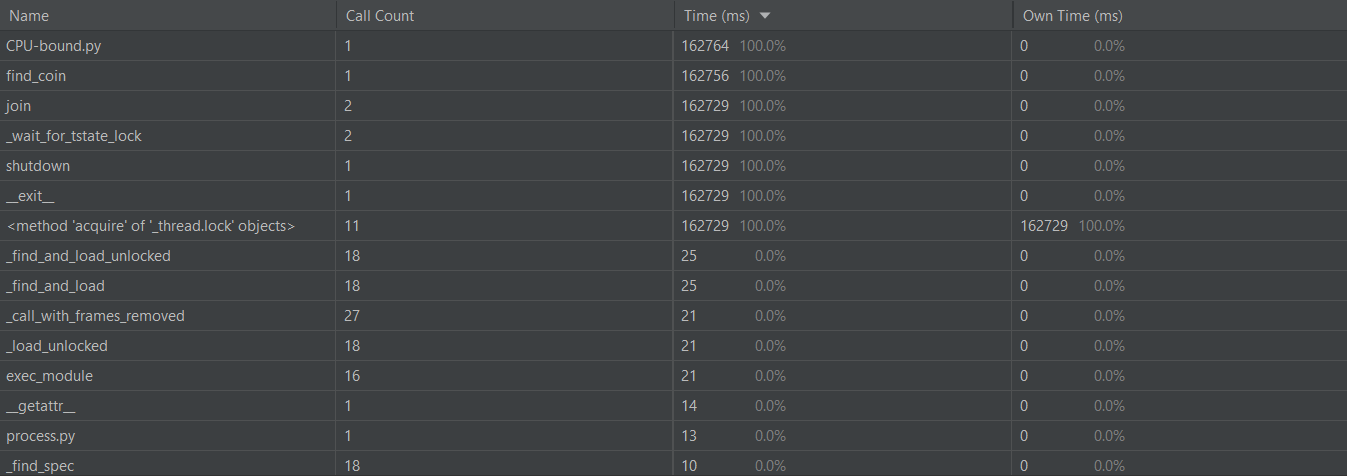 Name Call Count Time (ms) Own Time (ms)
CPU-bound.py 1 162764 100.0% 0 0.0%
find_coin 1 162756 100.0% 0 0.0%
join 2 162729 100.0% 0 0.0%
_wait_for_tstate_lock 2 162729 100.0% 0 0.0%
shutdown 1 162729 100.0% 0 0.0%
__exit__ 1 162729 100.0% 0 0.0%
<method 'acquire' of '_thread.lock' objects> 11 162729 100.0% 162729 100.0%
_find_and_load_unlocked 18 25 0.0% 0 0.0%
_find_and_load 18 25 0.0% 0 0.0%
_call_with_frames_removed 27 21 0.0% 0 0.0%
_load_unlocked 18 21 0.0% 0 0.0%
exec_module 16 21 0.0% 0 0.0%
__getattr__ 1 14 0.0% 0 0.0%
process.py 1 13 0.0% 0 0.0%
_find_spec 18 10 0.0% 0 0.0%